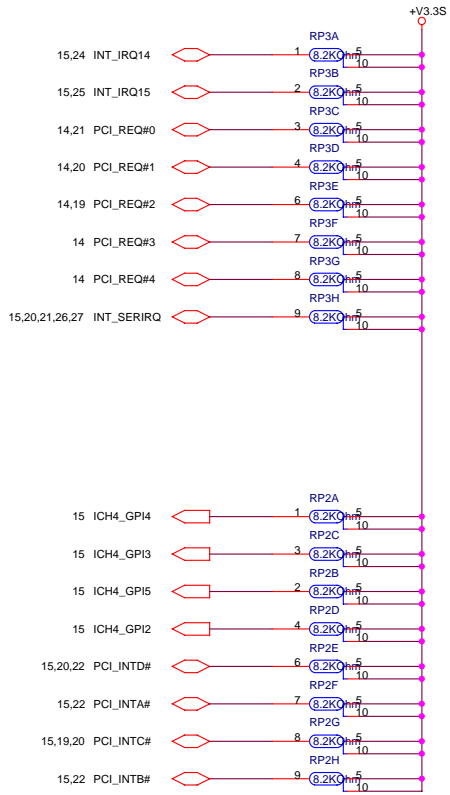 +V3.3S
RP3A
15,24 INT_IRQ14 1 8.2KOhm 5
10
RP3B
15,25 INT_IRQ15 2 8.2KOhm 5
10
RP3C
14,21 PCI_REQ#0 3 8.2KOhm 5
10
RP3D
14,20 PCI_REQ#1 4 8.2KOhm 5
10
RP3E
14,19 PCI_REQ#2 6 8.2KOhm 5
10
RP3F
14 PCI_REQ#3 7 8.2KOhm 5
10
RP3G
14 PCI_REQ#4 8 8.2KOhm 5
10
RP3H
15,20,21,26,27 INT_SERIRQ 9 8.2KOhm 5
10
RP2A
15 ICH4_GPI4 1 8.2KOhm 5
10
RP2C
15 ICH4_GPI3 3 8.2KOhm 5
10
RP2B
15 ICH4_GPI5 2 8.2KOhm 5
10
RP2D
15 ICH4_GPI2 4 8.2KOhm 5
10
RP2E
15,20,22 PCI_INTD# 6 8.2KOhm 5
10
RP2F
15,22 PCI_INTA# 7 8.2KOhm 5
10
RP2G
15,19,20 PCI_INTC# 8 8.2KOhm 5
10
RP2H
15,22 PCI_INTB# 9 8.2KOhm 5
10